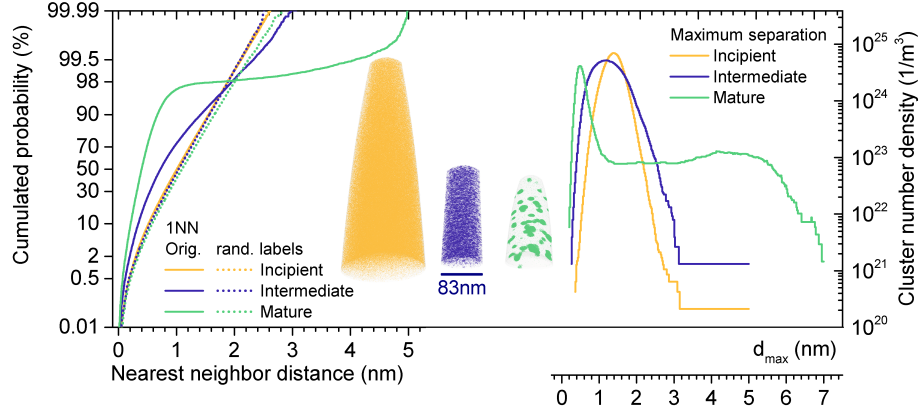 Cumulated probability (%)
99.99
99.5
98
90
70
50
30
10
2
0.5
0.01
1NN
Orig. rand. labels
Incipient
Intermediate
Mature
0 1 2 3 4 5
Nearest neighbor distance (nm)
83nm
Maximum separation
Incipient
Intermediate
Mature
10^25
10^24
10^23
10^22
10^21
10^20
Cluster number density (1/m^3)
d_max (nm)
0 1 2 3 4 5 6 7